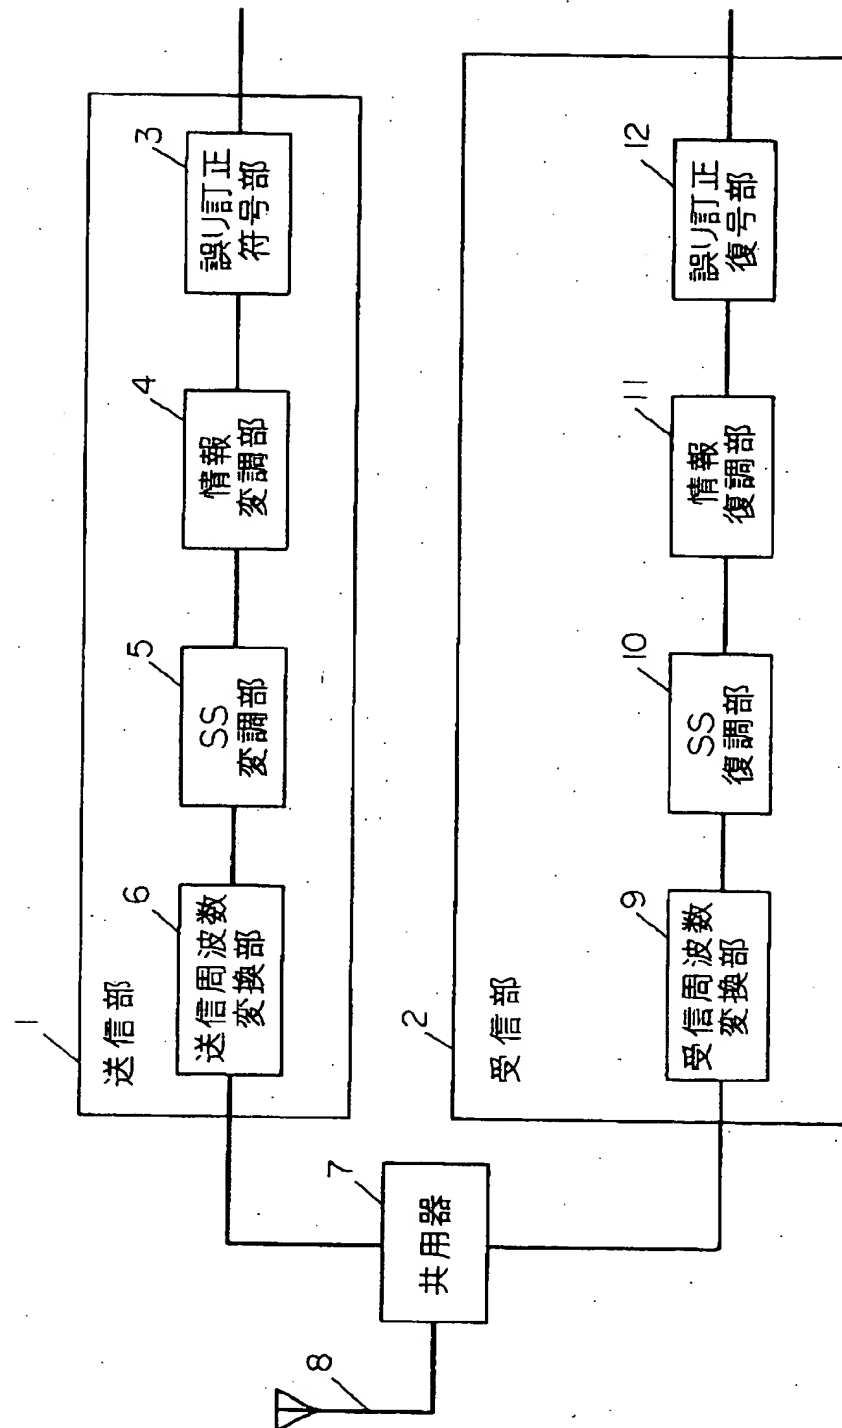 1
送信部
6
送信周波数
変換部
5
SS
変調部
4
情報
変調部
3
誤り訂正
符号部
8
7
共用器
2
受信部
9
受信周波数
変換部
10
SS
復調部
11
情報
復調部
12
誤り訂正
復号部